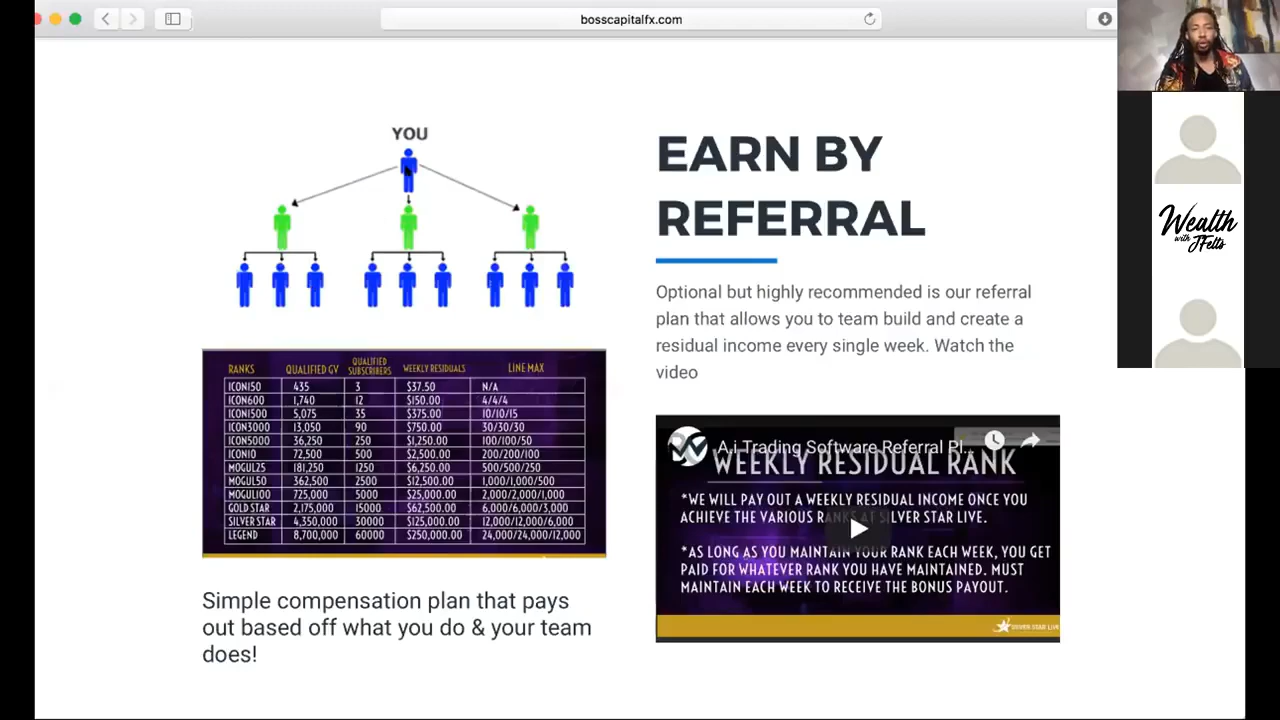 bosscapitalfx.com
YOU
EARN BY
REFERRAL
Optional but highly recommended is our referral
plan that allows you to team build and create a
residual income every single week. Watch the
video
RANKS QUALIFIED GV QUALIFIED SUBSCRIBERS WEEKLY RESIDUALS LINE MAX
ICON150 435 3 $37.50 N/A
ICON600 1,740 12 $150.00 4/4/4
ICON1500 5,075 35 $375.00 10/10/15
ICON3000 13,050 90 $750.00 30/30/30
ICON5000 36,250 250 $1,250.00 100/100/50
ICON10 72,500 500 $2,500.00 200/200/100
MOGUL25 181,250 1250 $6,250.00 500/500/250
MOGUL50 362,500 2500 $12,500.00 1,000/1,000/500
MOGUL100 725,000 5000 $25,000.00 2,000/2,000/1,000
GOLD STAR 2,175,000 15000 $62,500.00 6,000/6,000/3,000
SILVER STAR 4,350,000 30000 $125,000.00 12,000/12,000/6,000
LEGEND 8,700,000 60000 $250,000.00 24,000/24,000/12,000
Simple compensation plan that pays
out based off what you do & your team
does!
A.i Trading Software Referral Pl...
WEEKLY RESIDUAL RANK
*WE WILL PAY OUT A WEEKLY RESIDUAL INCOME ONCE YOU
ACHIEVE THE VARIOUS RANKS AT SILVER STAR LIVE.
*AS LONG AS YOU MAINTAIN YOUR RANK EACH WEEK, YOU GET
PAID FOR WHATEVER RANK YOU HAVE MAINTAINED. MUST
MAINTAIN EACH WEEK TO RECEIVE THE BONUS PAYOUT.
SILVER STAR LIVE
Wealth
with JFelts